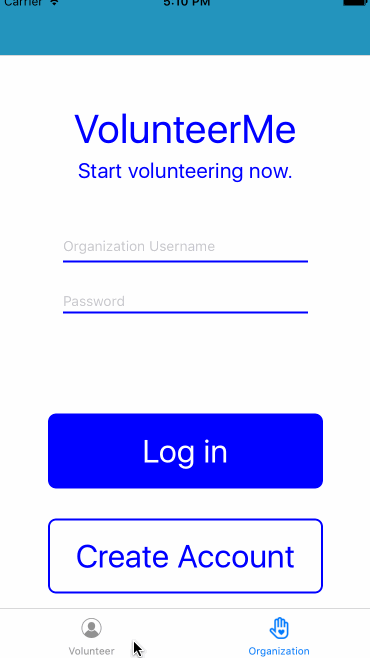 Carrier 5:10 PM
VolunteerMe
Start volunteering now.
Organization Username
Password
Log in
Create Account
Volunteer Organization